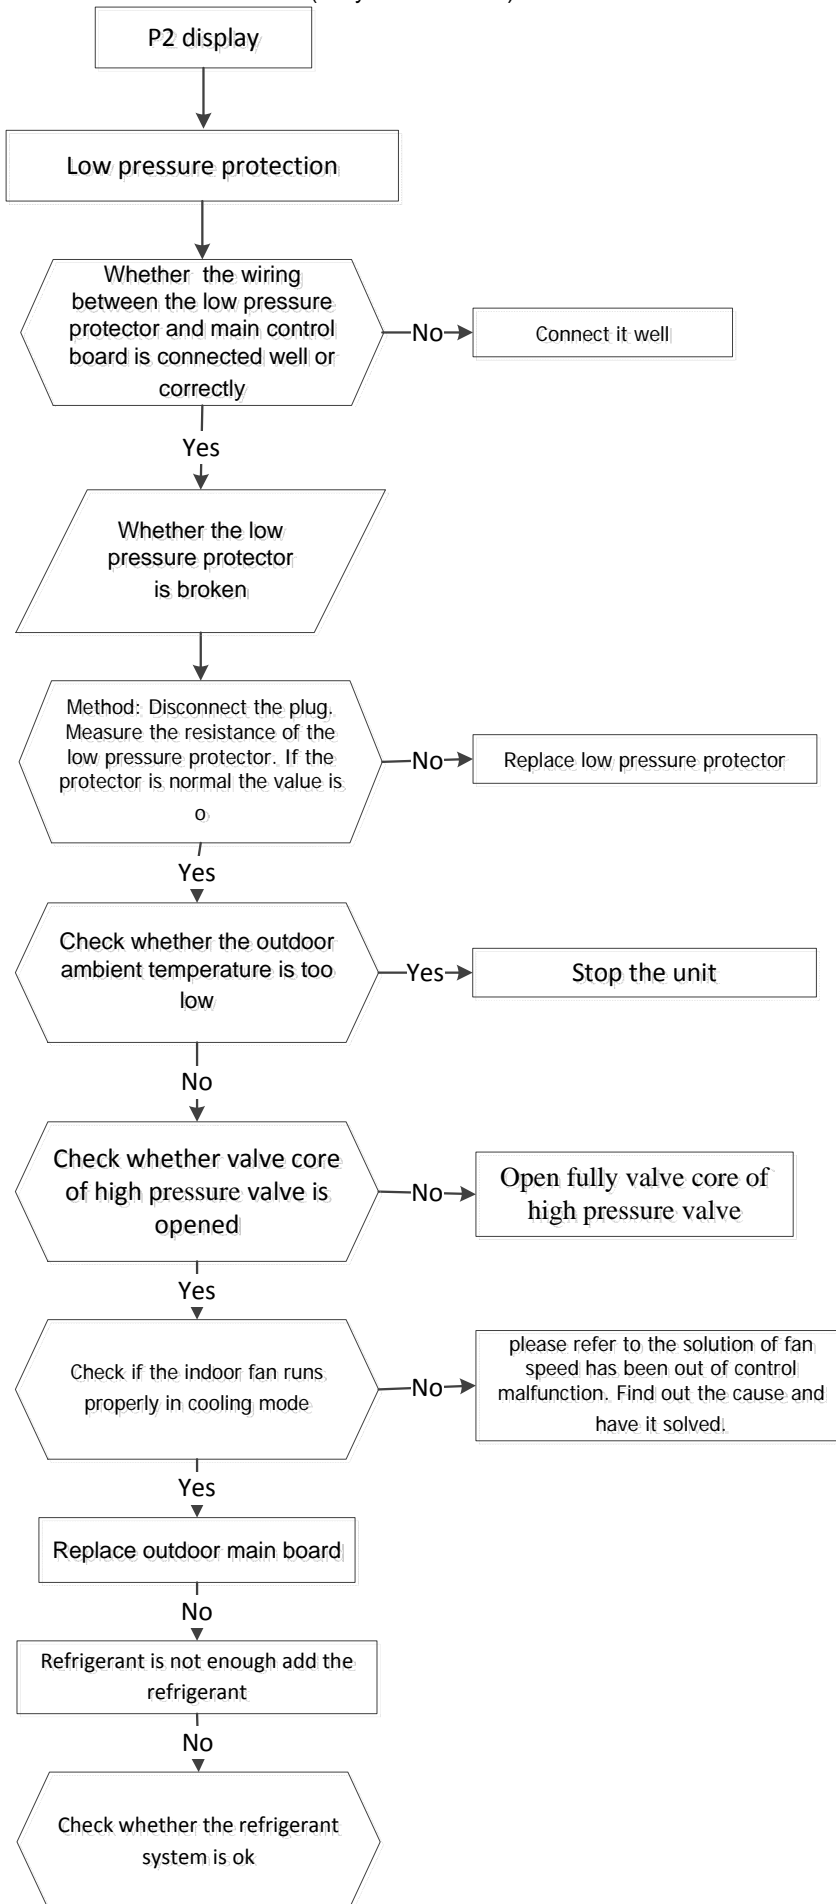 P2 display
Low pressure protection
Whether the wiring
between the low pressure
protector and main control
board is connected well or
correctly
No
Connect it well
Yes
Whether the low
pressure protector
is broken
Method: Disconnect the plug.
Measure the resistance of the
low pressure protector. If the
protector is normal the value is
o
No
Replace low pressure protector
Yes
Check whether the outdoor
ambient temperature is too
low
Yes
Stop the unit
No
Check whether valve core
of high pressure valve is
opened
No
Open fully valve core of
high pressure valve
Yes
Check if the indoor fan runs
properly in cooling mode
No
please refer to the solution of fan
speed has been out of control
malfunction. Find out the cause and
have it solved.
Yes
Replace outdoor main board
No
Refrigerant is not enough add the
refrigerant
No
Check whether the refrigerant
system is ok